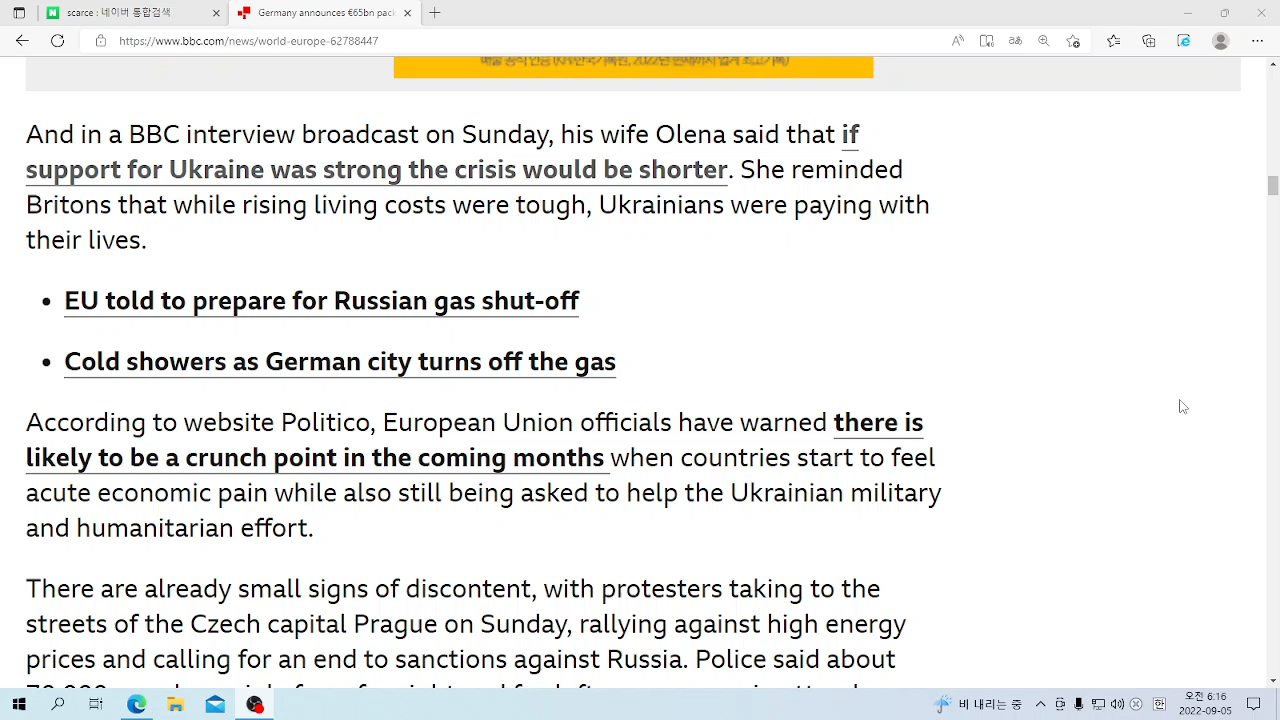 scarce : 네이버 통합검색
Germany announces €65bn pac
https://www.bbc.com/news/world-europe-62788447
And in a BBC interview broadcast on Sunday, his wife Olena said that if
support for Ukraine was strong the crisis would be shorter. She reminded
Britons that while rising living costs were tough, Ukrainians were paying with
their lives.
• EU told to prepare for Russian gas shut-off
• Cold showers as German city turns off the gas
According to website Politico, European Union officials have warned there is
likely to be a crunch point in the coming months when countries start to feel
acute economic pain while also still being asked to help the Ukrainian military
and humanitarian effort.
There are already small signs of discontent, with protesters taking to the
streets of the Czech capital Prague on Sunday, rallying against high energy
prices and calling for an end to sanctions against Russia. Police said about
비 내리는 중
오전 6:16
2022-09-05